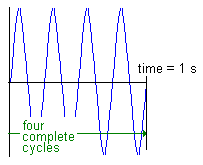 time = 1 s
four
complete
cycles